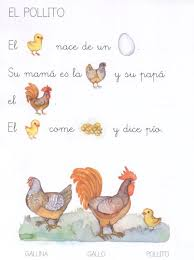 EL POLLITO
El nace de un
Su mamá es la y su papá
el
El come y dice pío.
GALLINA GALLO POLLITO